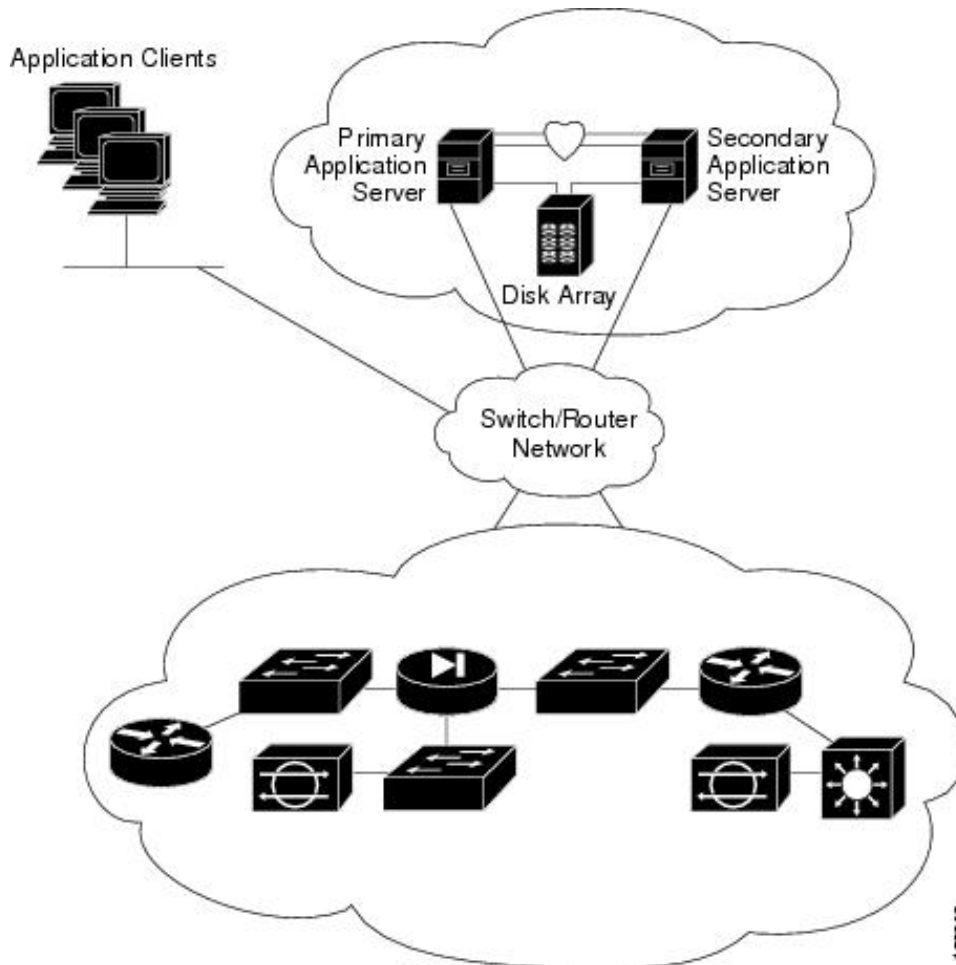 Application Clients
Primary
Application
Server
Secondary
Application
Server
Disk Array
Switch/Router
Network